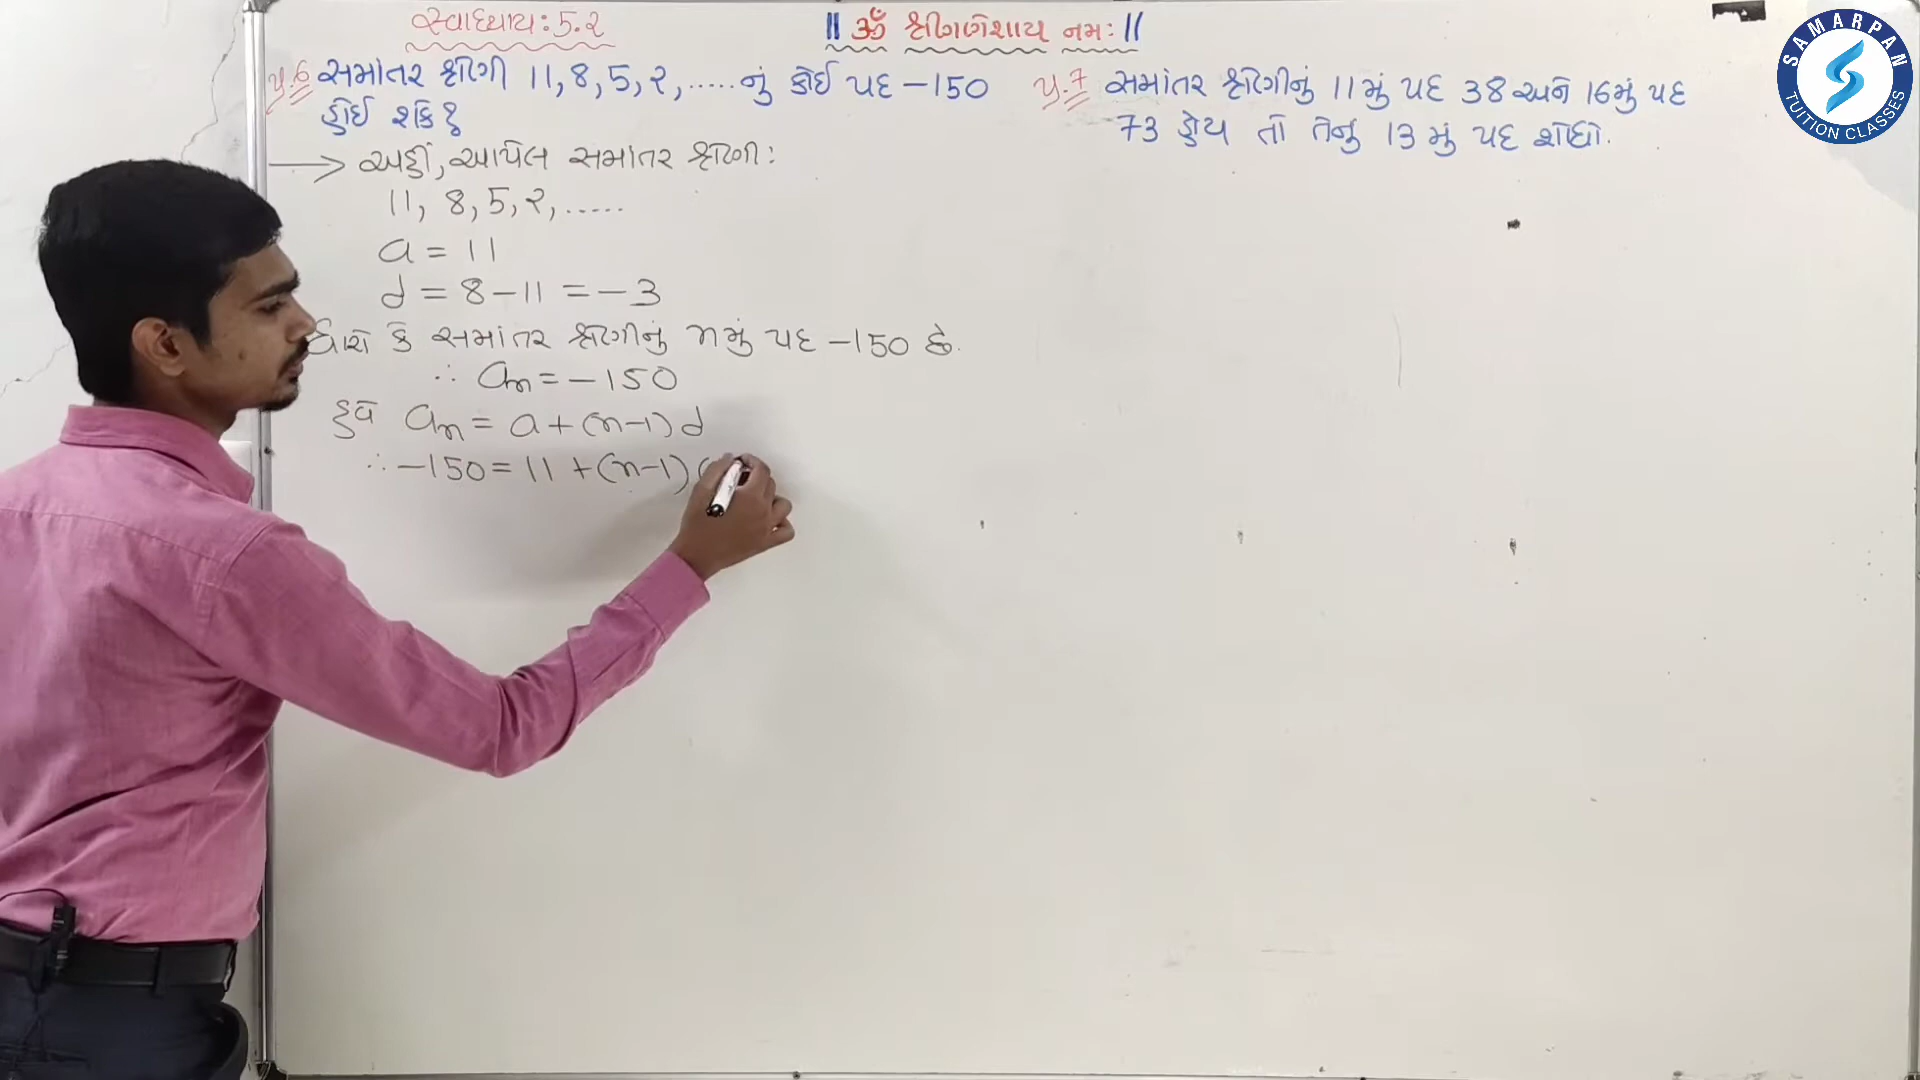 સ્વાધ્યાય: 5.2
|| ॐ શ્રીગણેશાય નમઃ ||
પ્ર.6 સમાંતર શ્રેણી 11, 8, 5, 2, ..... નું કોઈ પદ -150
હોઈ શકે?
→ અહીં, આપેલ સમાંતર શ્રેણી:
11, 8, 5, 2, .....
a = 11
d = 8 - 11 = -3
ધારો કે સમાંતર શ્રેણીનું n મું પદ -150 છે.
∴ an = -150
હવે an = a + (n-1) d
∴ -150 = 11 + (n-1) (
પ્ર.7 સમાંતર શ્રેણીનું 11 મું પદ 38 અને 16 મું પદ
73 હોય તો તેનું 13 મું પદ શોધો.
SAMARPAN
TUITION CLASSES